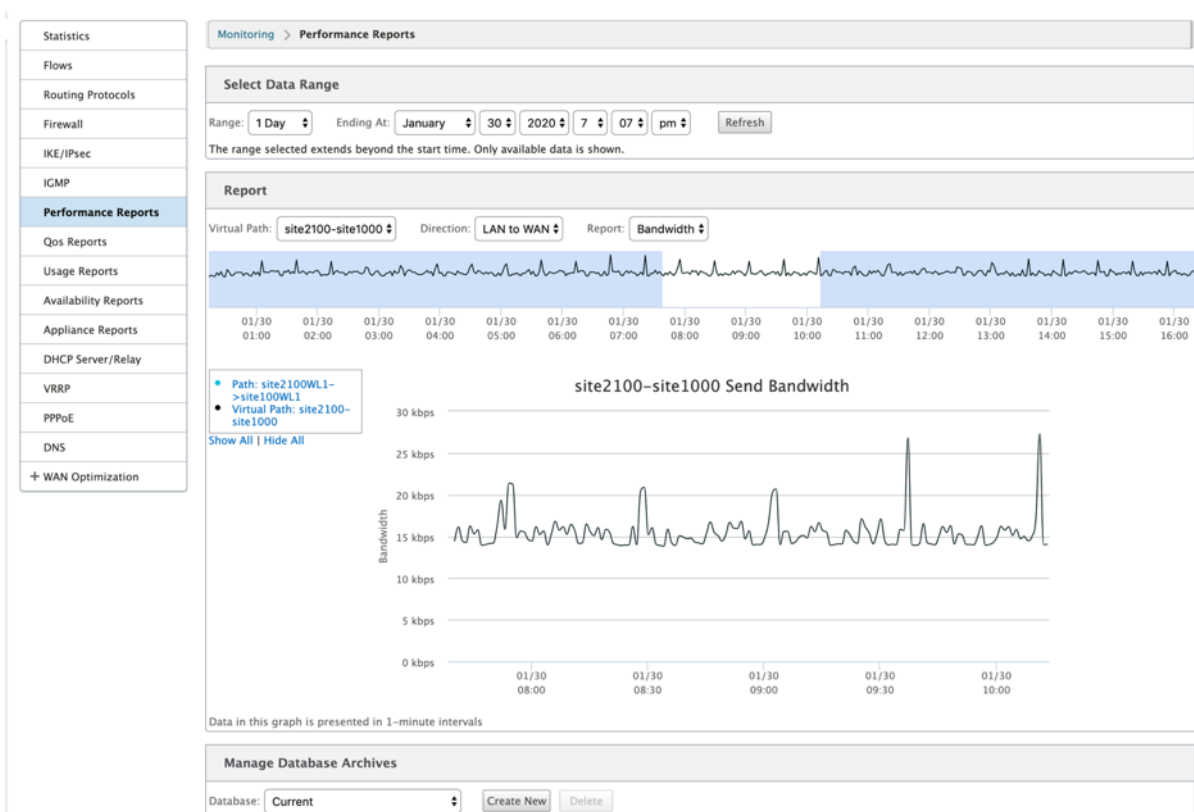 Statistics
Flows
Routing Protocols
Firewall
IKE/IPsec
IGMP
Performance Reports
Qos Reports
Usage Reports
Availability Reports
Appliance Reports
DHCP Server/Relay
VRRP
PPPoE
DNS
+ WAN Optimization
Monitoring > Performance Reports
Select Data Range
Range: 1 Day Ending At: January 30 2020 7 07 pm Refresh
The range selected extends beyond the start time. Only available data is shown.
Report
Virtual Path: site2100-site1000 Direction: LAN to WAN Report: Bandwidth
01/30 01/30 01/30 01/30 01/30 01/30 01/30 01/30 01/30 01/30 01/30 01/30 01/30 01/30 01/30 01/30
01:00 02:00 03:00 04:00 05:00 06:00 07:00 08:00 09:00 10:00 11:00 12:00 13:00 14:00 15:00 16:00
Path: site2100WL1-
>site100WL1
Virtual Path: site2100-
site1000
Show All | Hide All
site2100-site1000 Send Bandwidth
Bandwidth
30 kbps
25 kbps
20 kbps
15 kbps
10 kbps
5 kbps
0 kbps
01/30 01/30 01/30 01/30 01/30
08:00 08:30 09:00 09:30 10:00
Data in this graph is presented in 1-minute intervals
Manage Database Archives
Database: Current Create New Delete